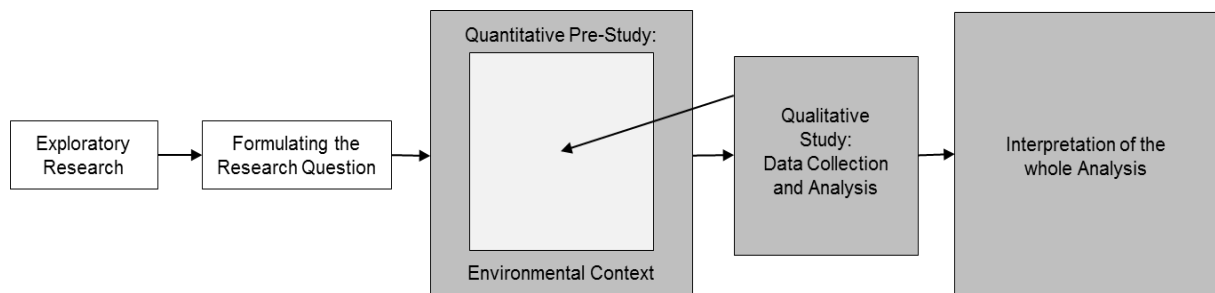 Exploratory
Research
Formulating the
Research Question
Quantitative Pre-Study:
Environmental Context
Qualitative
Study:
Data Collection
and Analysis
Interpretation of the
whole Analysis